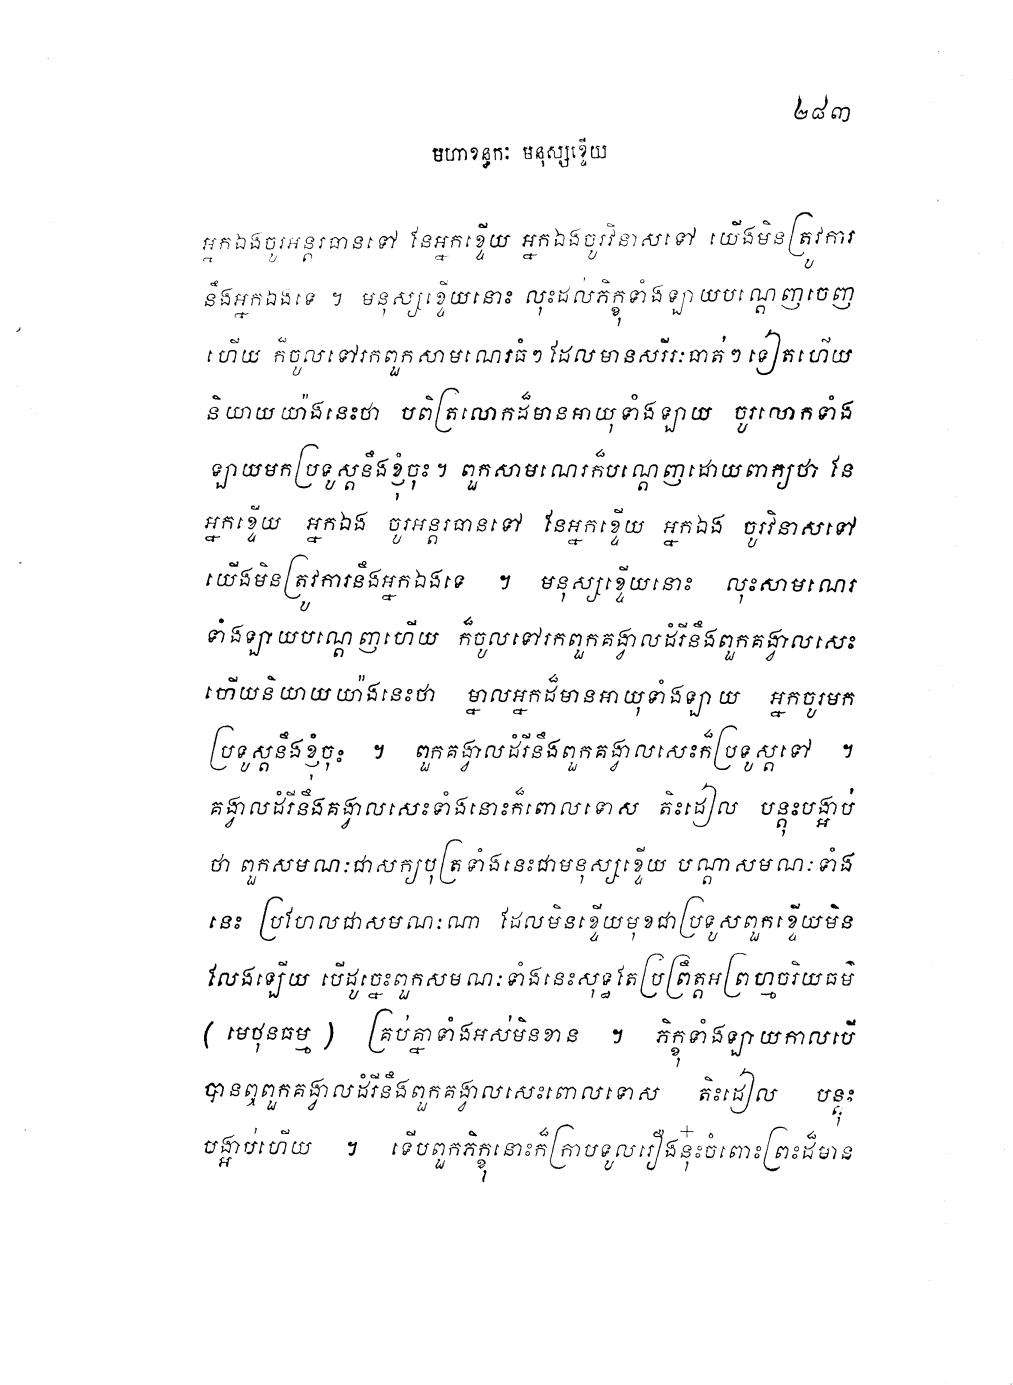 ២៨៣
មហាខន្ធកៈ មនុស្សខ្ទើយ
អ្នកឯងចូរអន្តរធានទៅ នែអ្នកខ្ទើយ អ្នកឯងចូរវិនាសទៅ យើងមិនត្រូវការ
នឹងអ្នកឯងទេ ។ មនុស្សខ្ទើយនោះ លុះដល់ភិក្ខុទាំងឡាយបណ្តេញចេញ
ហើយ ក៏ចូលទៅរកពួកសាមណេរធំៗ ដែលមានសរីរៈធាត់ៗ ទៀតហើយ
និយាយយ៉ាងនេះថា បពិត្រលោកដ៏មានអាយុទាំងឡាយ ចូរលោកទាំង
ឡាយមកប្រទូស្តនឹងខ្ញុំចុះ ។ ពួកសាមណេរក៏បណ្តេញដោយពាក្យថា នែ
អ្នកខ្ទើយ អ្នកឯង ចូរអន្តរធានទៅ នែអ្នកខ្ទើយ អ្នកឯង ចូរវិនាសទៅ
យើងមិនត្រូវការនឹងអ្នកឯងទេ ។ មនុស្សខ្ទើយនោះ លុះសាមណេរ
ទាំងឡាយបណ្តេញហើយ ក៏ចូលទៅរកពួកគង្វាលដំរីនឹងពួកគង្វាលសេះ
ហើយនិយាយយ៉ាងនេះថា ម្នាលអ្នកដ៏មានអាយុទាំងឡាយ អ្នកចូរមក
ប្រទូស្តនឹងខ្ញុំចុះ ។ ពួកគង្វាលដំរីនឹងពួកគង្វាលសេះក៏ប្រទូស្តទៅ ។
គង្វាលដំរីនឹងគង្វាលសេះទាំងនោះក៏ពោលទោស តិះដៀល បន្តុះបង្អាប់
ថា ពួកសមណៈជាសក្យបុត្រទាំងនេះជាមនុស្សខ្ទើយ បណ្តាសមណៈទាំង
នេះ ប្រហែលជាសមណៈណា ដែលមិនខ្ទើយមុខជាប្រទូសពួកខ្ទើយមិន
លែងឡើយ បើដូច្នេះពួកសមណៈទាំងនេះសុទ្ធតែប្រព្រឹត្តអព្រហ្មចរិយធម៌
( មេថុនធម្ម ) គ្រប់គ្នាទាំងអស់មិនខាន ។ ភិក្ខុទាំងឡាយកាលបើ
បានឮពួកគង្វាលដំរីនឹងពួកគង្វាលសេះពោលទោស តិះដៀល បន្តុះ
បង្អាប់ហើយ ។ ទើបពួកភិក្ខុនោះក៏ក្រាបទូលរឿងនុ៎ះចំពោះព្រះដ៏មាន